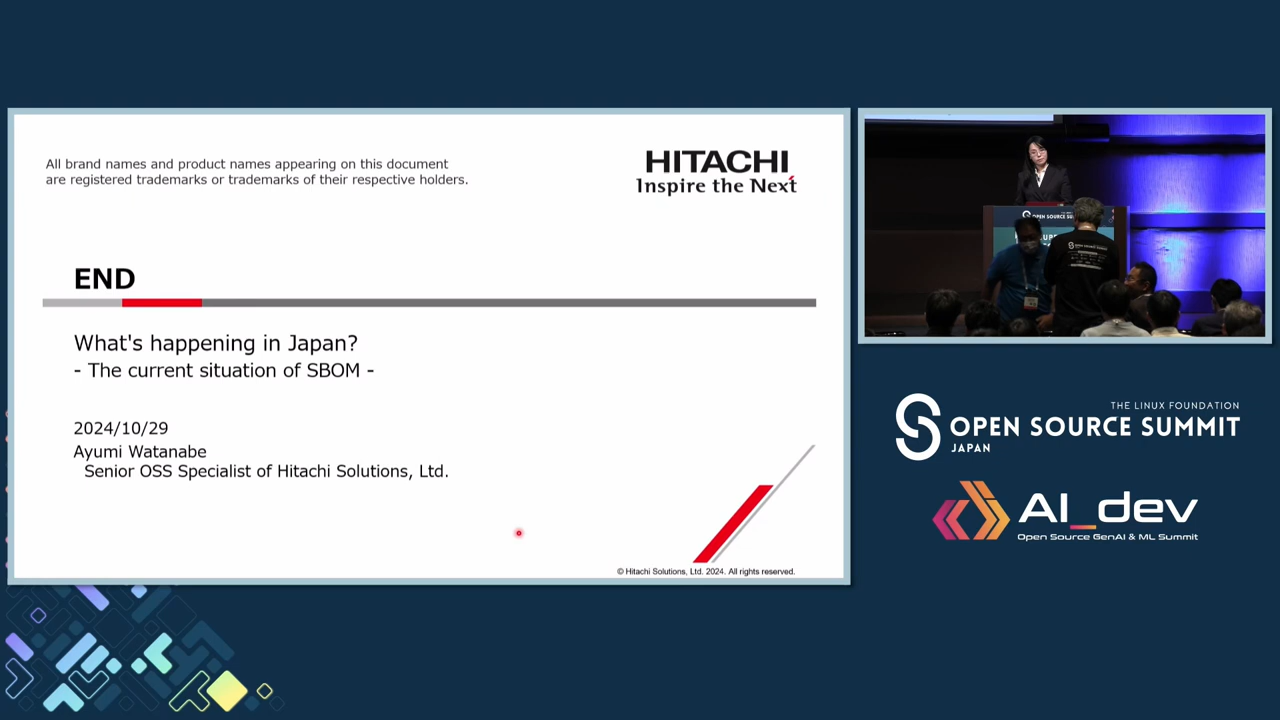 All brand names and product names appearing on this document
are registered trademarks or trademarks of their respective holders.
HITACHI
Inspire the Next
END
What's happening in Japan?
- The current situation of SBOM -
2024/10/29
Ayumi Watanabe
Senior OSS Specialist of Hitachi Solutions, Ltd.
© Hitachi Solutions, Ltd. 2024. All rights reserved.
THE LINUX FOUNDATION
OPEN SOURCE SUMMIT
JAPAN
AI_dev
Open Source GenAI & ML Summit